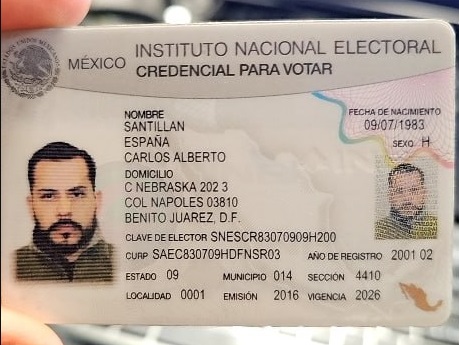 MÉXICO INSTITUTO NACIONAL ELECTORAL
CREDENCIAL PARA VOTAR
NOMBRE
SANTILLAN
ESPAÑA
CARLOS ALBERTO
FECHA DE NACIMIENTO
09/07/1983
SEXO H
DOMICILIO
C NEBRASKA 202 3
COL NAPOLES 03810
BENITO JUAREZ, D.F.
CLAVE DE ELECTOR SNESCR83070909H200
CURP SAEC830709HDFNSR03 AÑO DE REGISTRO 2001 02
ESTADO 09 MUNICIPIO 014 SECCIÓN 4410
LOCALIDAD 0001 EMISIÓN 2016 VIGENCIA 2026